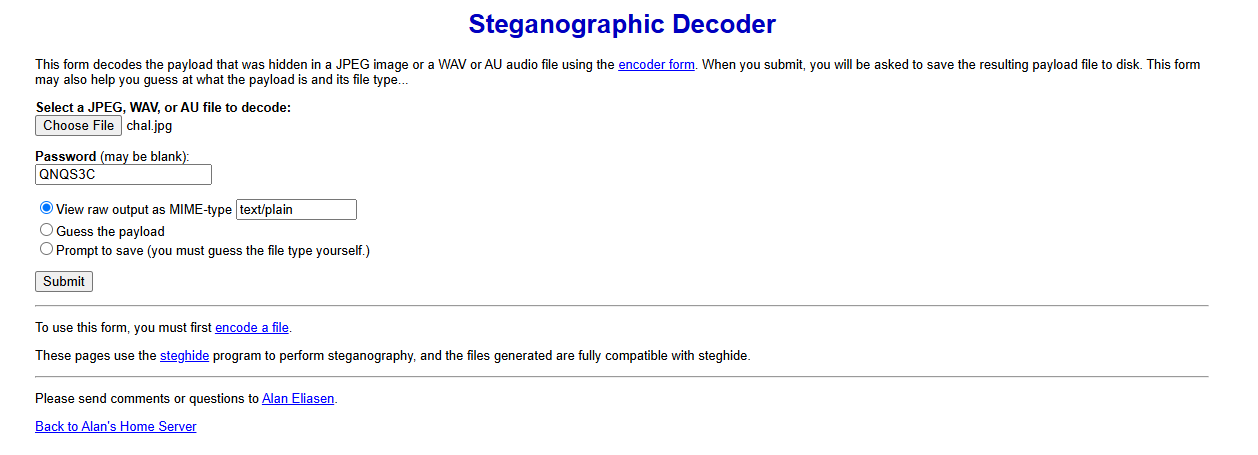 Steganographic Decoder
This form decodes the payload that was hidden in a JPEG image or a WAV or AU audio file using the encoder form. When you submit, you will be asked to save the resulting payload file to disk. This form
may also help you guess at what the payload is and its file type...
Select a JPEG, WAV, or AU file to decode:
Choose File chal.jpg
Password (may be blank):
QNQS3C
View raw output as MIME-type text/plain
Guess the payload
Prompt to save (you must guess the file type yourself.)
Submit
To use this form, you must first encode a file.
These pages use the steghide program to perform steganography, and the files generated are fully compatible with steghide.
Please send comments or questions to Alan Eliasen.
Back to Alan's Home Server